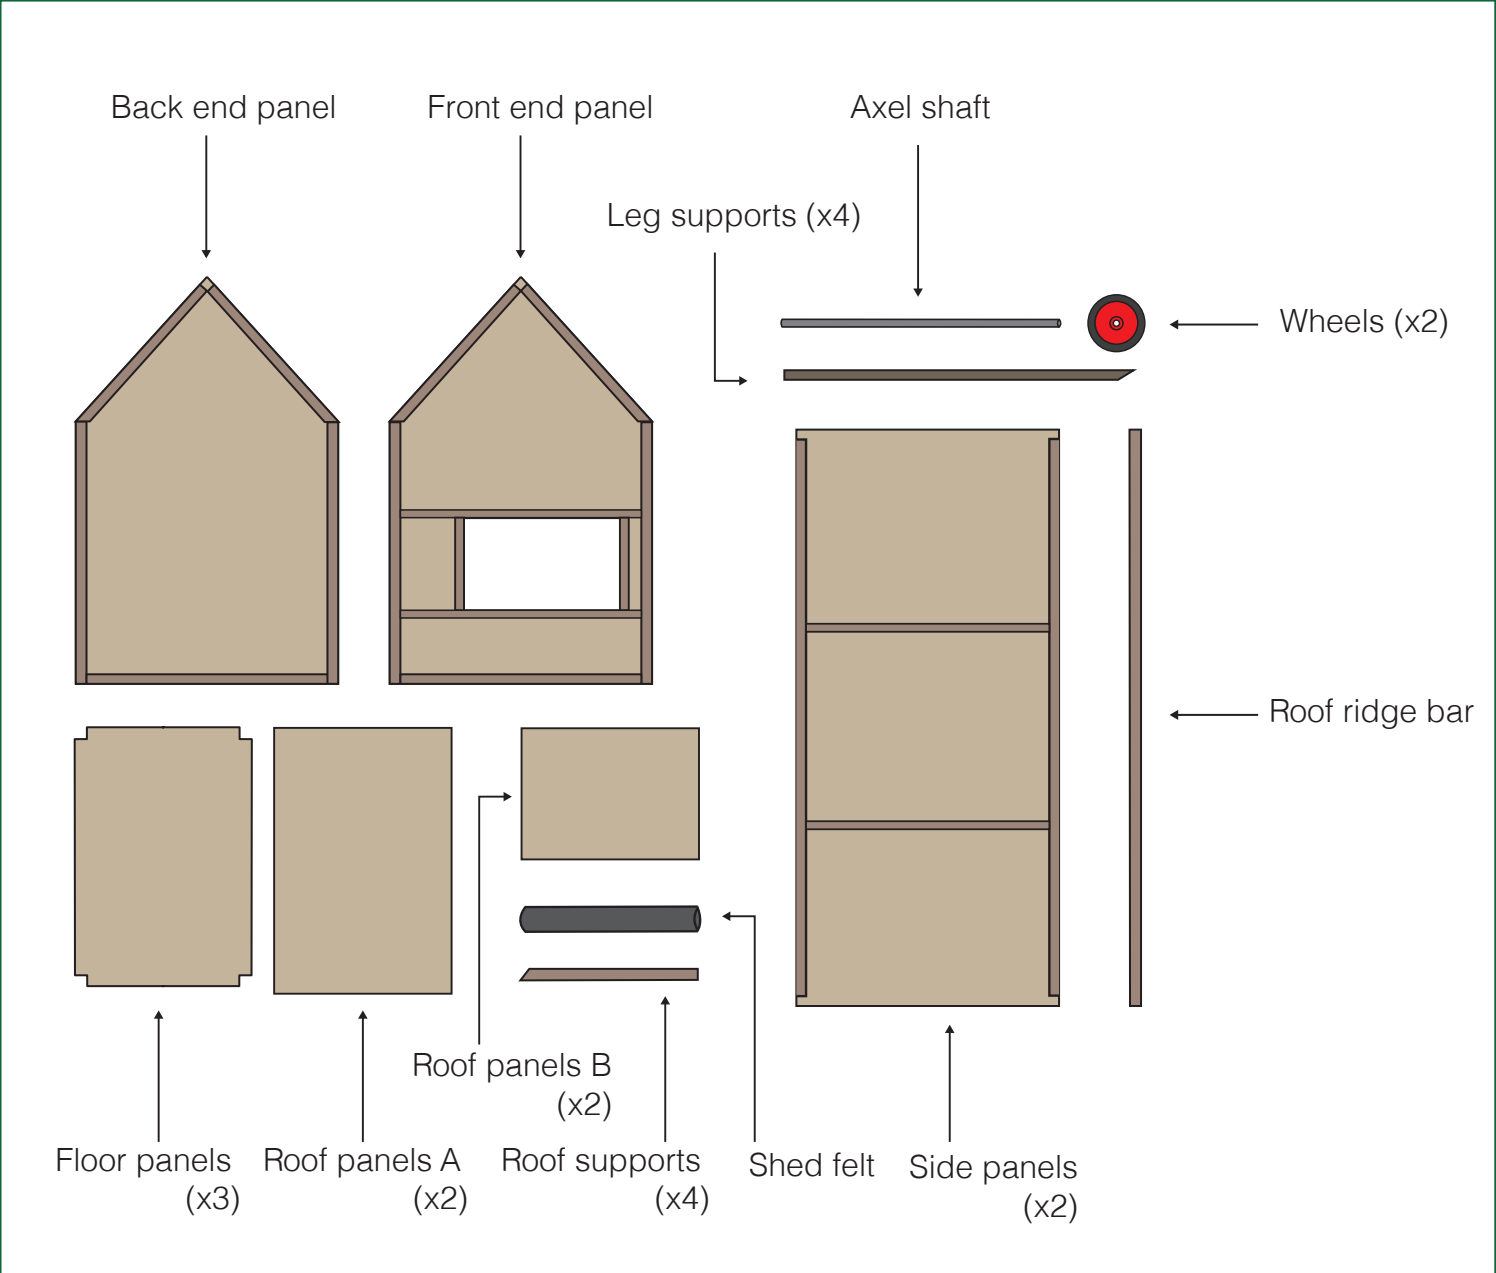 Back end panel
Front end panel
Axel shaft
Leg supports (x4)
Wheels (x2)
Roof ridge bar
Roof panels B
(x2)
Floor panels
(x3)
Roof panels A
(x2)
Roof supports
(x4)
Shed felt
Side panels
(x2)